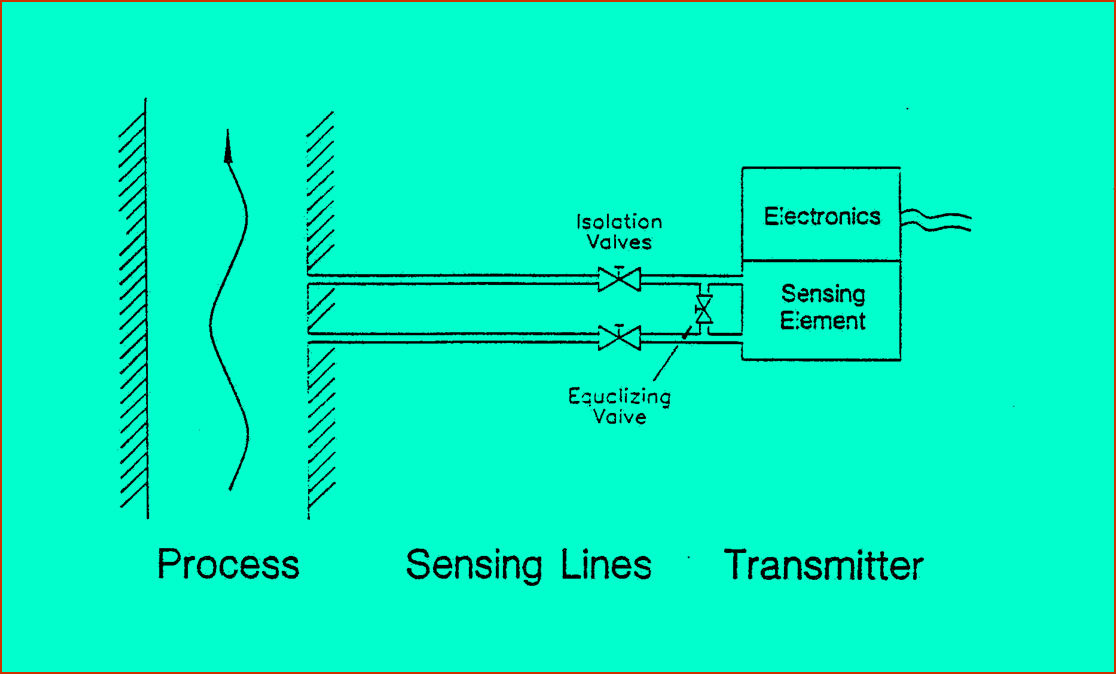 Isolation
Valves
Electronics
Sensing
Element
Equalizing
Valve
Process
Sensing Lines
Transmitter